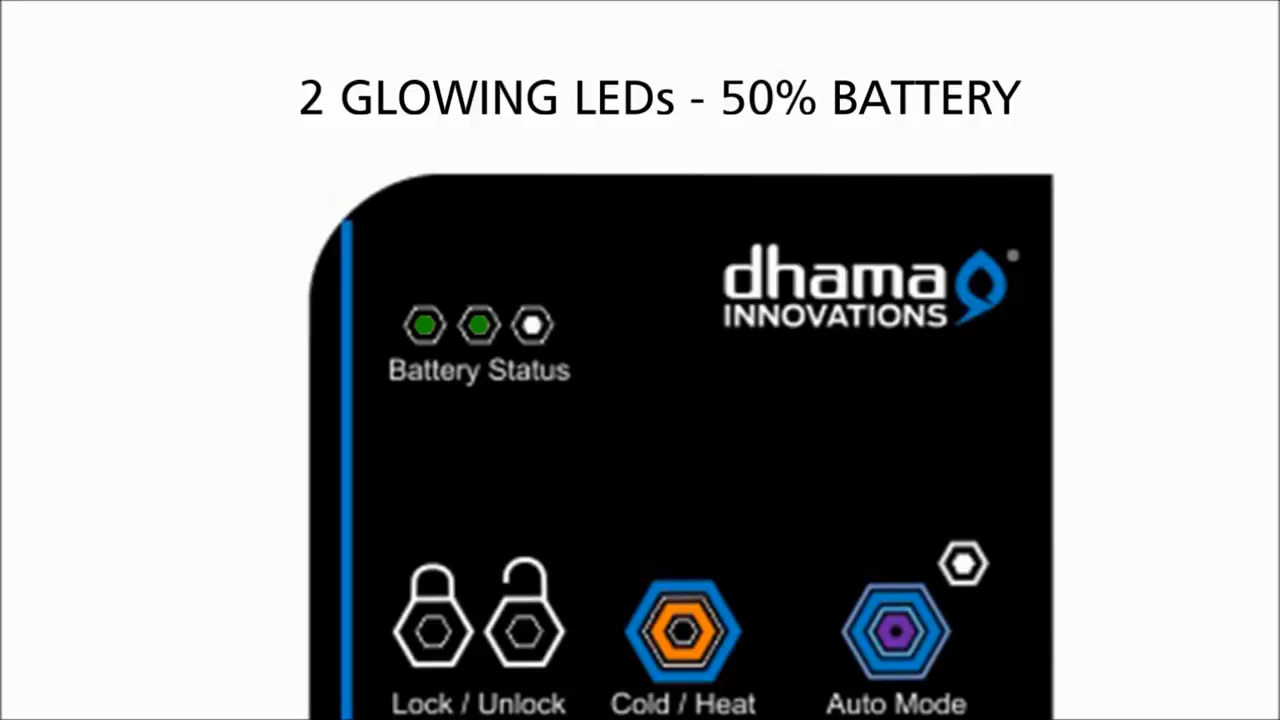 2 GLOWING LEDs - 50% BATTERY
dhama
INNOVATIONS
Battery Status
Lock / Unlock
Cold / Heat
Auto Mode